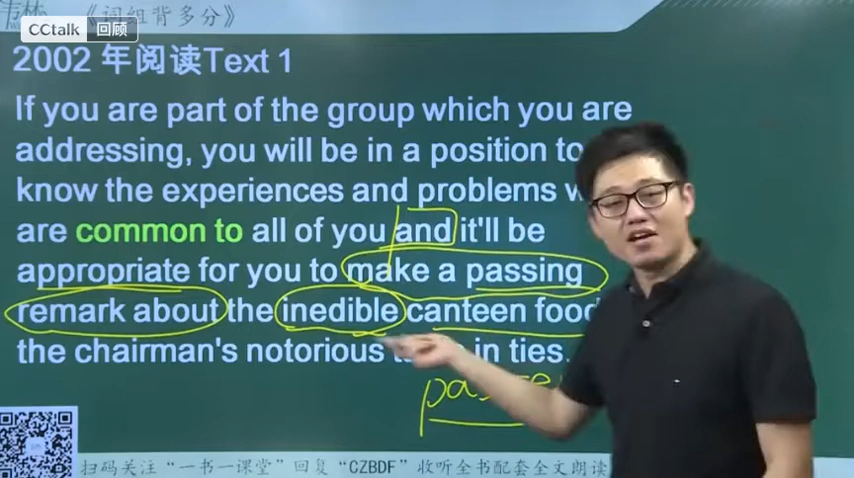 《词组背多分》
CCtalk 回顾
2002 年阅读Text 1
If you are part of the group which you are
addressing, you will be in a position to
know the experiences and problems
are common to all of you and it'll be
appropriate for you to make a passing
remark about the inedible canteen food
the chairman's notorious in ties.
扫码关注“一书一课堂”回复“CZBDF”收听全书配套全文朗读